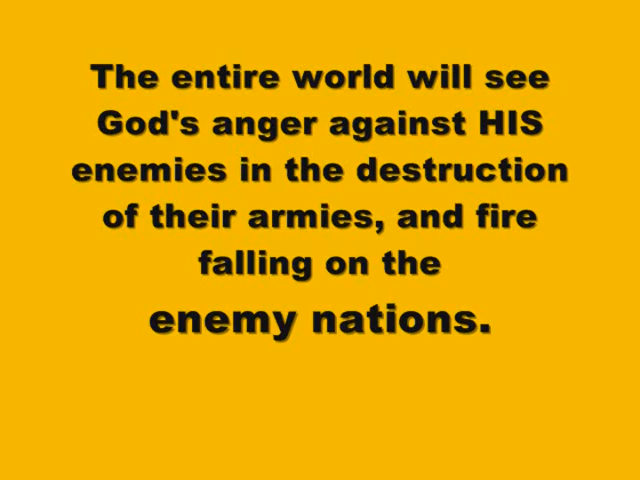 The entire world will see
God's anger against HIS
enemies in the destruction
of their armies, and fire
falling on the
enemy nations.